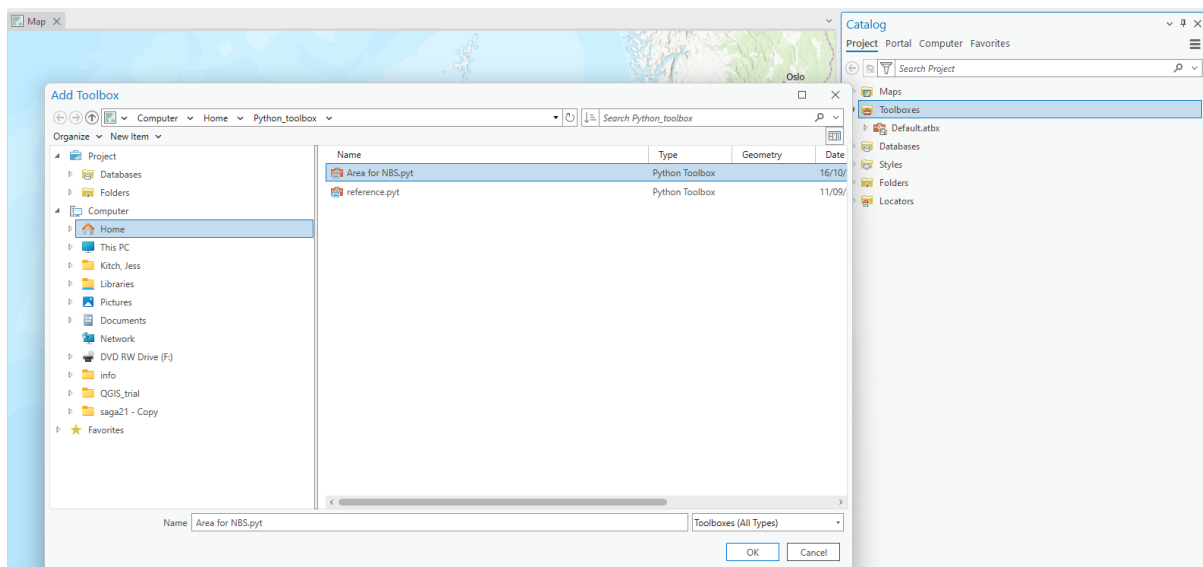 Map
Oslo
Add Toolbox
Computer Home Python_toolbox
Search Python_toolbox
Organize New Item
Project
Databases
Folders
Computer
Home
This PC
Kitch, Jess
Libraries
Pictures
Documents
Network
DVD RW Drive (F:)
info
QGIS_trial
saga21 - Copy
Favorites
Name Type Geometry Date
Area for NBS.pyt Python Toolbox 16/10/
reference.pyt Python Toolbox 11/09/
Name Area for NBS.pyt Toolboxes (All Types)
OK Cancel
Catalog
Project Portal Computer Favorites
Search Project
Maps
Toolboxes
Default.atbx
Databases
Styles
Folders
Locators